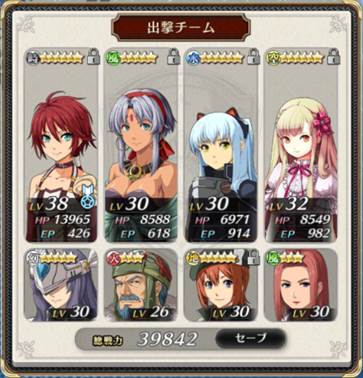 出撃チーム
時 風 水 空
LV 38 LV 30 LV 30 LV 32
HP 13965 HP 8588 HP 6971 HP 8549
EP 426 EP 618 EP 914 EP 982
幻 火 地 風
LV 30 LV 26 LV 30 LV 30
総戦力 39842 セーブ